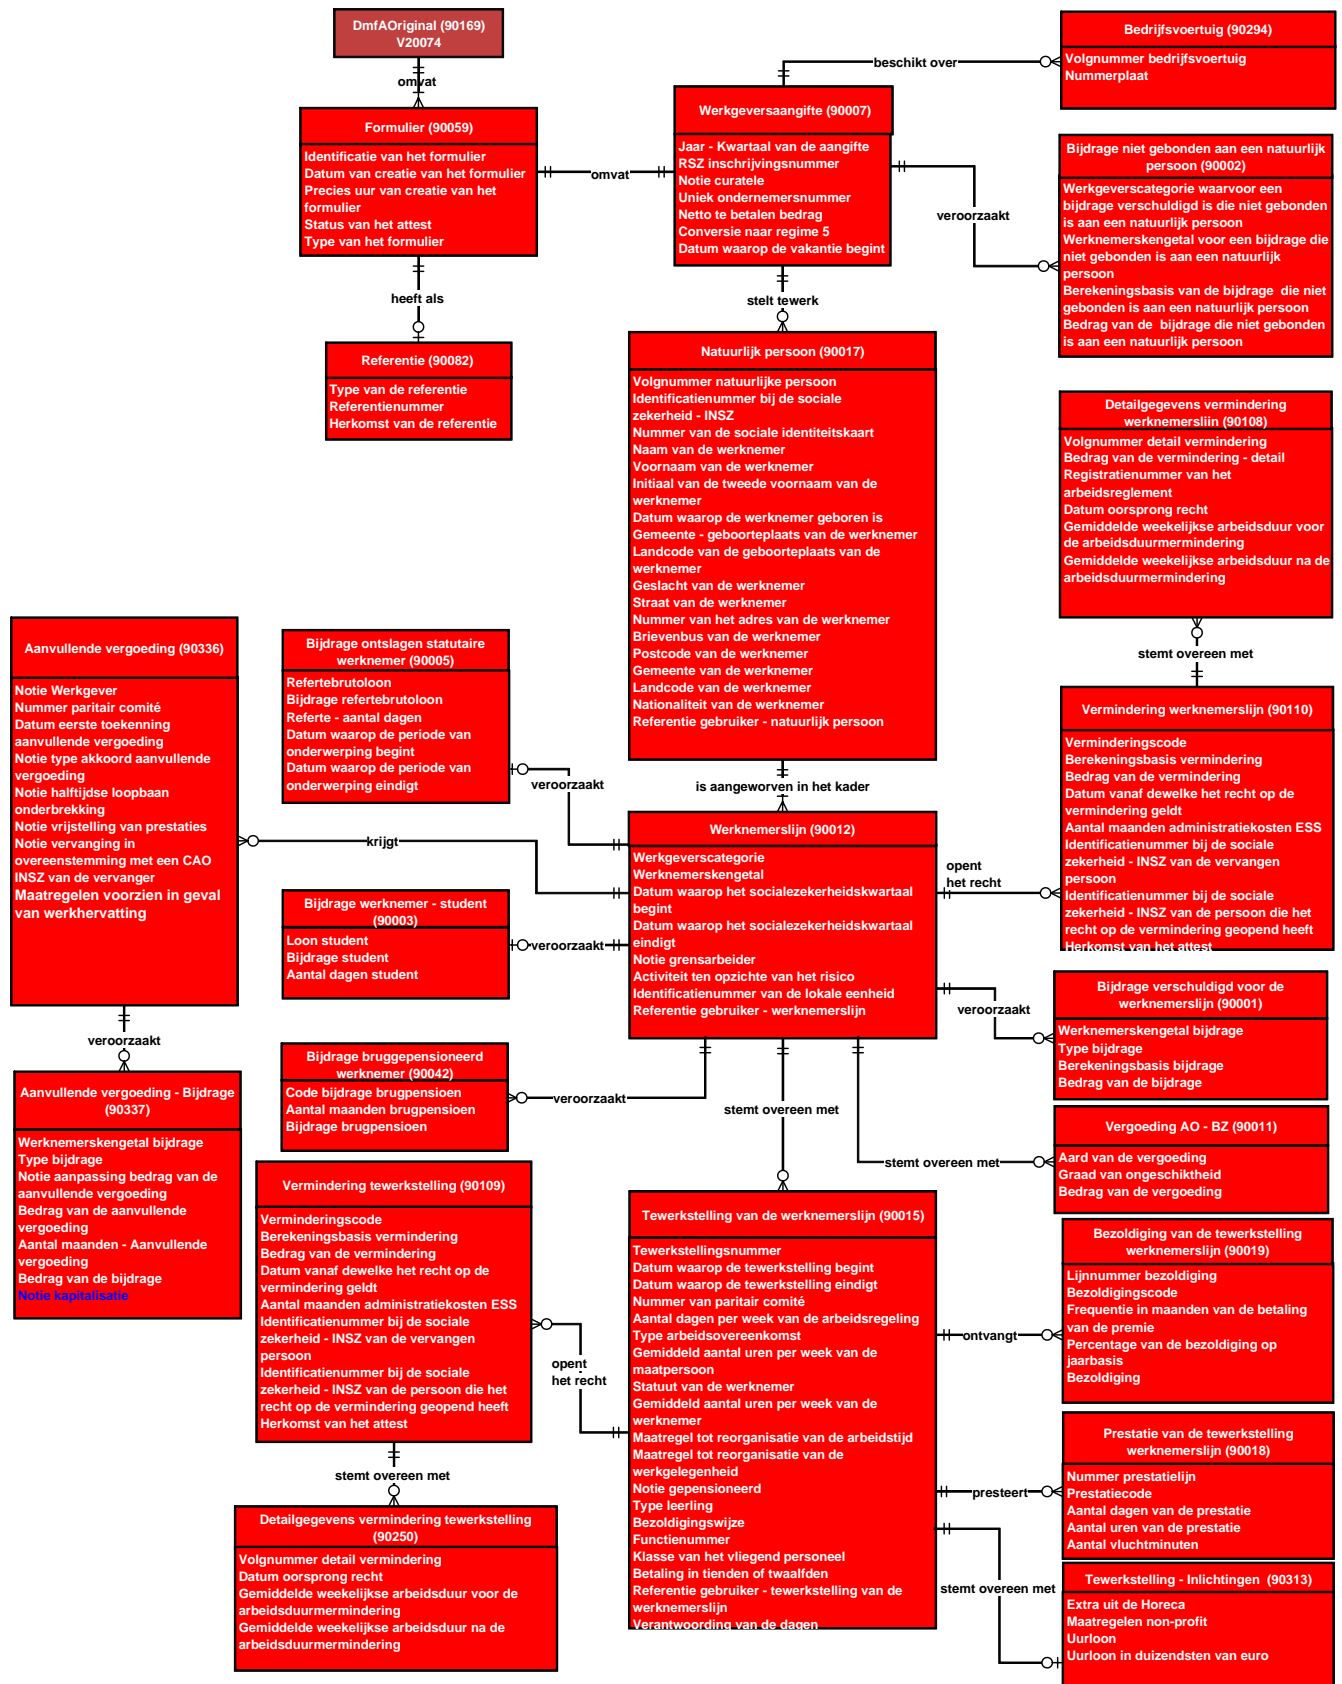 DmfAOriginal (90169)
V20074
omvat
Formulier (90059)
Identificatie van het formulier
Datum van creatie van het formulier
Precies uur van creatie van het
formulier
Status van het attest
Type van het formulier
omvat
heeft als
Referentie (90082)
Type van de referentie
Referentienummer
Herkomst van de referentie
Werkgeversaangifte (90007)
Jaar - Kwartaal van de aangifte
RSZ inschrijvingsnummer
Notie curatele
Uniek ondernemersnummer
Netto te betalen bedrag
Conversie naar regime 5
Datum waarop de vakantie begint
beschikt over
Bedrijfsvoertuig (90294)
Volgnummer bedrijfsvoertuig
Nummerplaat
veroorzaakt
Bijdrage niet gebonden aan een natuurlijk
persoon (90002)
Werkgeverscategorie waarvoor een
bijdrage verschuldigd is die niet gebonden
is aan een natuurlijk persoon
Werknemerskengetal voor een bijdrage die
niet gebonden is aan een natuurlijk
persoon
Berekeningsbasis van de bijdrage  die niet
gebonden is aan een natuurlijk persoon
Bedrag van de  bijdrage die niet gebonden
is aan een natuurlijk persoon
stelt tewerk
Natuurlijk persoon (90017)
Volgnummer natuurlijke persoon
Identificatienummer bij de sociale
zekerheid - INSZ
Nummer van de sociale identiteitskaart
Naam van de werknemer
Voornaam van de werknemer
Initiaal van de tweede voornaam van de
werknemer
Datum waarop de werknemer geboren is
Gemeente - geboorteplaats van de werknemer
Landcode van de geboorteplaats van de
werknemer
Geslacht van de werknemer
Straat van de werknemer
Nummer van het adres van de werknemer
Brievenbus van de werknemer
Postcode van de werknemer
Gemeente van de werknemer
Landcode van de werknemer
Nationaliteit van de werknemer
Referentie gebruiker - natuurlijk persoon
Detailgegevens vermindering
werknemerslijn (90108)
Volgnummer detail vermindering
Bedrag van de vermindering - detail
Registratienummer van het
arbeidsreglement
Datum oorsprong recht
Gemiddelde weekelijkse arbeidsduur voor
de arbeidsduurmermindering
Gemiddelde weekelijkse arbeidsduur na de
arbeidsduurmermindering
stemt overeen met
Aanvullende vergoeding (90336)
Notie Werkgever
Nummer paritair comité
Datum eerste toekenning
aanvullende vergoeding
Notie type akkoord aanvullende
vergoeding
Notie halftijdse loopbaan
onderbrekking
Notie vrijstelling van prestaties
Notie vervanging in
overeenstemming met een CAO
INSZ van de vervanger
Maatregelen voorzien in geval
van werkhervatting
Bijdrage ontslagen statutaire
werknemer (90005)
Refertebrutoloon
Bijdrage refertebrutoloon
Referte - aantal dagen
Datum waarop de periode van
onderwerping begint
Datum waarop de periode van
onderwerping eindigt
veroorzaakt
krijgt
is aangeworven in het kader
Werknemerslijn (90012)
Werkgeverscategorie
Werknemerskengetal
Datum waarop het socialezekerheidskwartaal
begint
Datum waarop het socialezekerheidskwartaal
eindigt
Notie grensarbeider
Activiteit ten opzichte van het risico
Identificatienummer van de lokale eenheid
Referentie gebruiker - werknemerslijn
opent
het recht
Vermindering werknemerslijn (90110)
Verminderingscode
Berekeningsbasis vermindering
Bedrag van de vermindering
Datum vanaf dewelke het recht op de
vermindering geldt
Aantal maanden administratiekosten ESS
Identificatienummer bij de sociale
zekerheid - INSZ van de vervangen
persoon
Identificatienummer bij de sociale
zekerheid - INSZ van de persoon die het
recht op de vermindering geopend heeft
Herkomst van het attest
Bijdrage werknemer - student
(90003)
Loon student
Bijdrage student
Aantal dagen student
veroorzaakt
veroorzaakt
Bijdrage verschuldigd voor de
werknemerslijn (90001)
Werknemerskengetal bijdrage
Type bijdrage
Berekeningsbasis bijdrage
Bedrag van de bijdrage
veroorzaakt
Aanvullende vergoeding - Bijdrage
(90337)
Werknemerskengetal bijdrage
Type bijdrage
Notie aanpassing bedrag van de
aanvullende vergoeding
Bedrag van de aanvullende
vergoeding
Aantal maanden - Aanvullende
vergoeding
Bedrag van de bijdrage
Notie kapitalisatie
Bijdrage bruggepensioneerd
werknemer (90042)
Code bijdrage brugpensioen
Aantal maanden brugpensioen
Bijdrage brugpensioen
veroorzaakt
stemt overeen met
stemt overeen met
Vergoeding AO - BZ (90011)
Aard van de vergoeding
Graad van ongeschiktheid
Bedrag van de vergoeding
Vermindering tewerkstelling (90109)
Verminderingscode
Berekeningsbasis vermindering
Bedrag van de vermindering
Datum vanaf dewelke het recht op de
vermindering geldt
Aantal maanden administratiekosten ESS
Identificatienummer bij de sociale
zekerheid - INSZ van de vervangen
persoon
Identificatienummer bij de sociale
zekerheid - INSZ van de persoon die het
recht op de vermindering geopend heeft
Herkomst van het attest
opent
het recht
stemt overeen met
Detailgegevens vermindering tewerkstelling
(90250)
Volgnummer detail vermindering
Datum oorsprong recht
Gemiddelde weekelijkse arbeidsduur voor de
arbeidsduurmermindering
Gemiddelde weekelijkse arbeidsduur na de
arbeidsduurmermindering
Tewerkstelling van de werknemerslijn (90015)
Tewerkstellingsnummer
Datum waarop de tewerkstelling begint
Datum waarop de tewerkstelling eindigt
Nummer van paritair comité
Aantal dagen per week van de arbeidsregeling
Type arbeidsovereenkomst
Gemiddeld aantal uren per week van de
maatpersoon
Statuut van de werknemer
Gemiddeld aantal uren per week van de
werknemer
Maatregel tot reorganisatie van de arbeidstijd
Maatregel tot reorganisatie van de
werkgelegenheid
Notie gepensioneerd
Type leerling
Bezoldigingswijze
Functienummer
Klasse van het vliegend personeel
Betaling in tienden of twaalfden
Referentie gebruiker - tewerkstelling van de
werknemerslijn
Verantwoording van de dagen
ontvangt
Bezoldiging van de tewerkstelling
werknemerslijn (90019)
Lijnnummer bezoldiging
Bezoldigingscode
Frequentie in maanden van de betaling
van de premie
Percentage van de bezoldiging op
jaarbasis
Bezoldiging
presteert
Prestatie van de tewerkstelling
werknemerslijn (90018)
Nummer prestatielijn
Prestatiecode
Aantal dagen van de prestatie
Aantal uren van de prestatie
Aantal vluchtminuten
stemt overeen met
Tewerkstelling - Inlichtingen  (90313)
Extra uit de Horeca
Maatregelen non-profit
Uurloon
Uurloon in duizendsten van euro